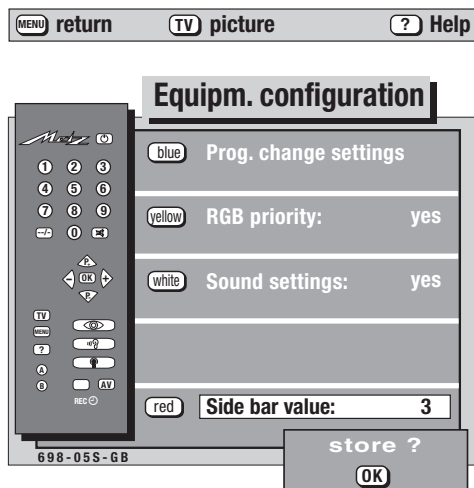 MENU return TV picture ? Help
Equipm. configuration
Metz
1 2 3
4 5 6
7 8 9
--/- 0
P.
- OK +
P.
TV
MENU
?
A
B AV
REC
blue Prog. change settings
yellow RGB priority: yes
white Sound settings: yes
red Side bar value: 3
store ?
OK
698-05S-GB